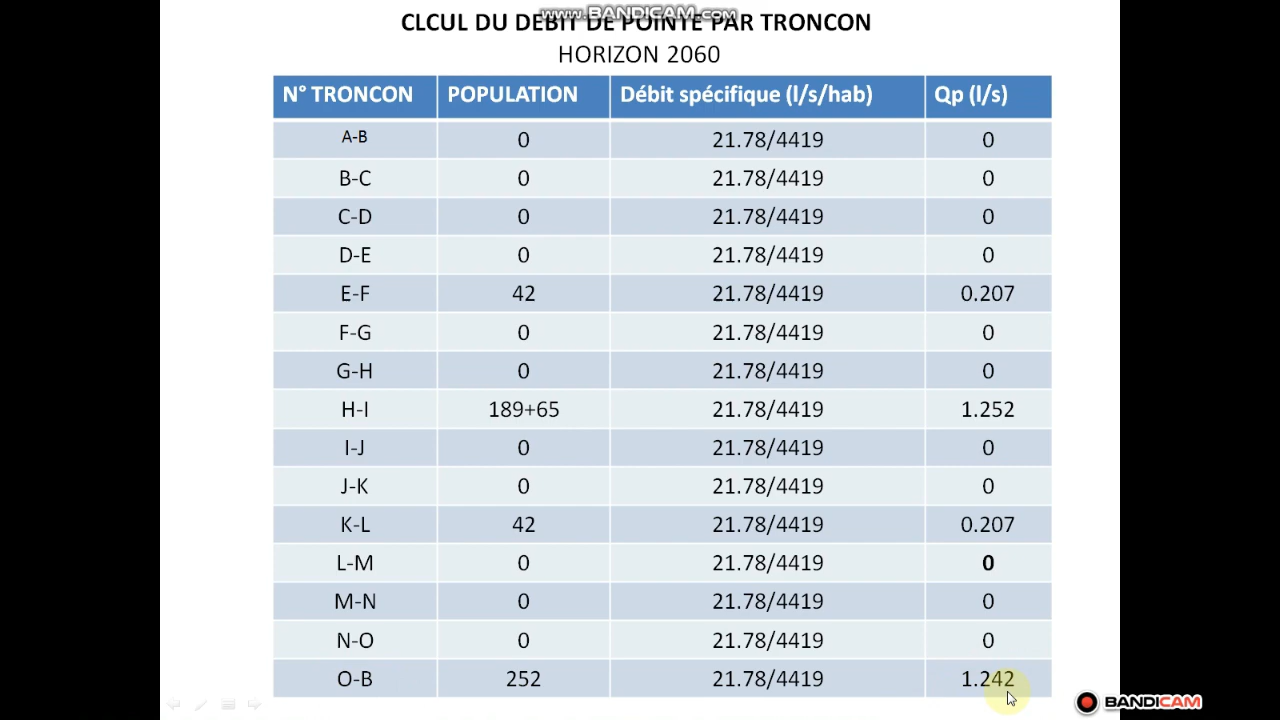 www.BANDICAM.com
CLCUL DU DEBIT DE POINTE PAR TRONCON
HORIZON 2060
N° TRONCON POPULATION Débit spécifique (l/s/hab) Qp (l/s)
A-B 0 21.78/4419 0
B-C 0 21.78/4419 0
C-D 0 21.78/4419 0
D-E 0 21.78/4419 0
E-F 42 21.78/4419 0.207
F-G 0 21.78/4419 0
G-H 0 21.78/4419 0
H-I 189+65 21.78/4419 1.252
I-J 0 21.78/4419 0
J-K 0 21.78/4419 0
K-L 42 21.78/4419 0.207
L-M 0 21.78/4419 0
M-N 0 21.78/4419 0
N-O 0 21.78/4419 0
O-B 252 21.78/4419 1.242
BANDICAM